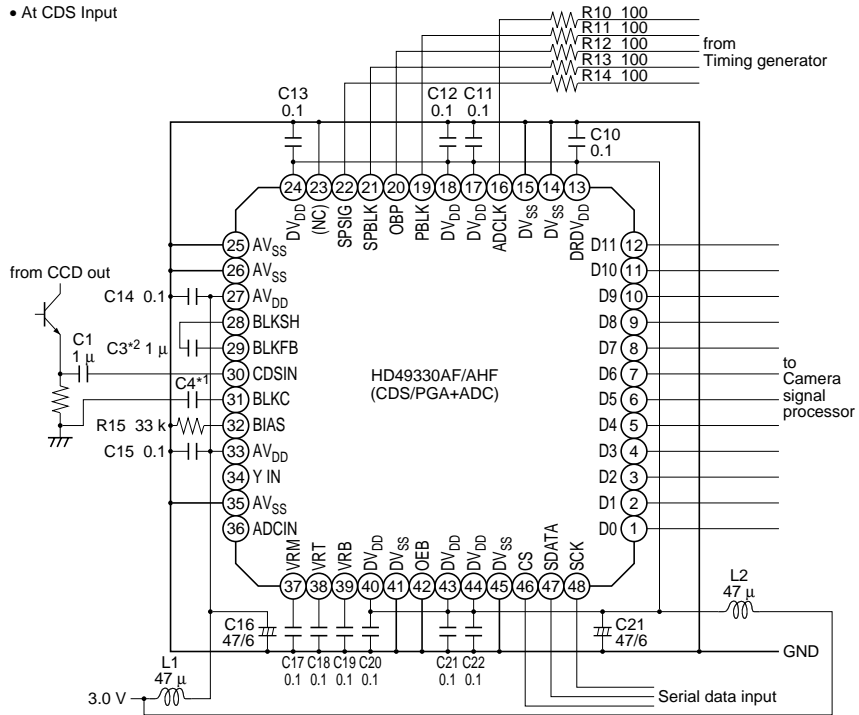 • At CDS Input
R10 100
R11 100
R12 100
R13 100
R14 100
from
Timing generator
C13
0.1
C12
0.1
C11
0.1
C10
0.1
24
23
22
21
20
19
18
17
16
15
14
13
DVDD
(NC)
SPSIG
SPBLK
OBP
PBLK
DVDD
DVDD
ADCLK
DVSS
DVSS
DRDVDD
25 AVSS
26 AVSS
27 AVDD
28 BLKSH
29 BLKFB
30 CDSIN
31 BLKC
32 BIAS
33 AVDD
34 Y IN
35 AVSS
36 ADCIN
from CCD out
C14 0.1
C3*2 1 μ
C1
1 μ
C4*1
R15 33 k
C15 0.1
HD49330AF/AHF
(CDS/PGA+ADC)
D11 12
D10 11
D9 10
D8 9
D7 8
D6 7
D5 6
D4 5
D3 4
D2 3
D1 2
D0 1
to
Camera
signal
processor
VRM
VRT
VRB
DVDD
DVSS
OEB
DVDD
DVDD
DVSS
CS
SDATA
SCK
37
38
39
40
41
42
43
44
45
46
47
48
L2
47 μ
C16
47/6
C17
0.1
C18
0.1
C19
0.1
C20
0.1
C21
0.1
C22
0.1
C21
47/6
GND
L1
47 μ
3.0 V
Serial data input